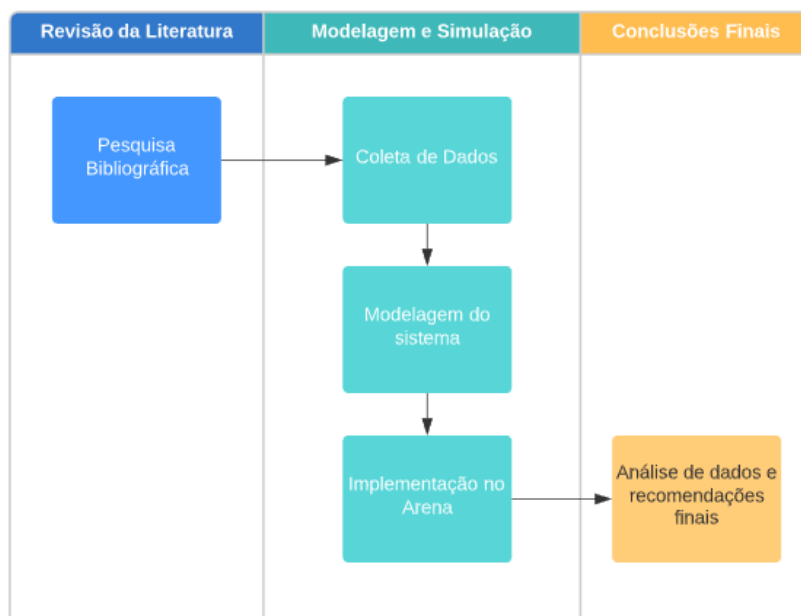 Revisão da Literatura
Modelagem e Simulação
Conclusões Finais
Pesquisa
Bibliográfica
Coleta de Dados
Modelagem do
sistema
Implementação no
Arena
Análise de dados e
recomendações
finais